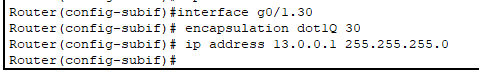 Router(config-subif)#interface g0/1.30
Router(config-subif)# encapsulation dot1Q 30
Router(config-subif)# ip address 13.0.0.1 255.255.255.0
Router(config-subif)#